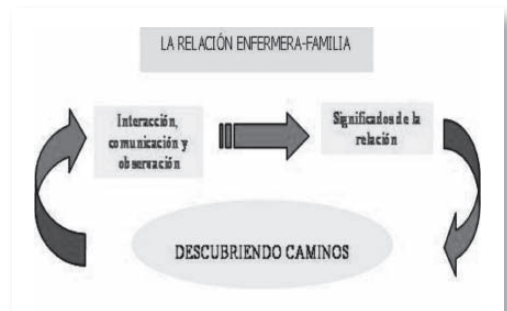 LA RELACIÓN ENFERMERA-FAMILIA
Interacción,
comunicación y
observación
Significados de la
relación
DESCUBRIENDO CAMINOS